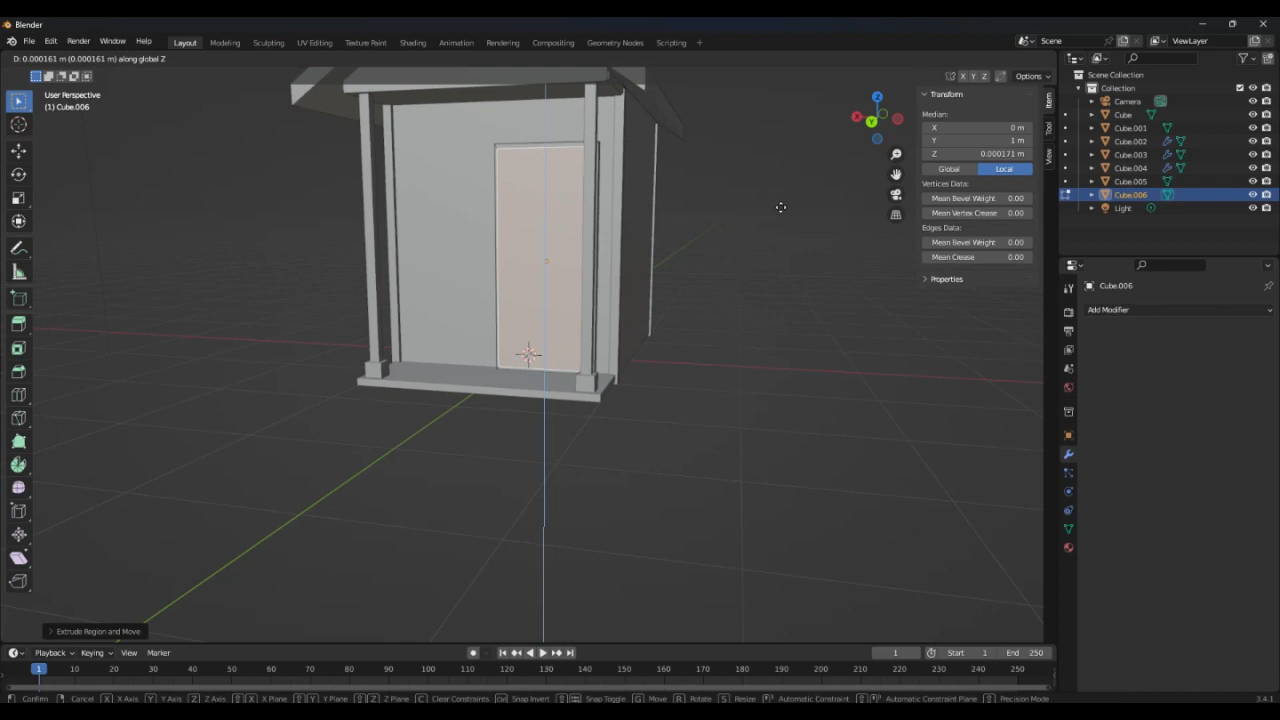 Blender
File Edit Render Window Help Layout Modeling Sculpting UV Editing Texture Paint Shading Animation Rendering Compositing Geometry Nodes Scripting + Scene ViewLayer
D: 0.000161 m (0.000161 m) along global Z
X Y Z Options
User Perspective
(1) Cube.006
Z
X
Y
Transform
Median:
X 0 m
Y 1 m
Z 0.000171 m
Global Local
Vertices Data:
Mean Bevel Weight 0.00
Mean Vertex Crease 0.00
Edges Data:
Mean Bevel Weight 0.00
Mean Crease 0.00
Properties
Item
Tool
View
Scene Collection
Collection
Camera
Cube
Cube.001
Cube.002
Cube.003
Cube.004
Cube.005
Cube.006
Light
Cube.006
Add Modifier
Extrude Region and Move
Playback Keying View Marker 1 Start 1 End 250
1 10 20 30 40 50 60 70 80 90 100 110 120 130 140 150 160 170 180 190 200 210 220 230 240 250
Confirm Cancel X X Axis Y Y Axis Z Z Axis X X Plane Y Y Plane Z Z Plane C Clear Constraints Ctrl Snap Invert Snap Toggle G Move R Rotate S Resize Automatic Constraint Automatic Constraint Plane Precision Mode 3.4.1